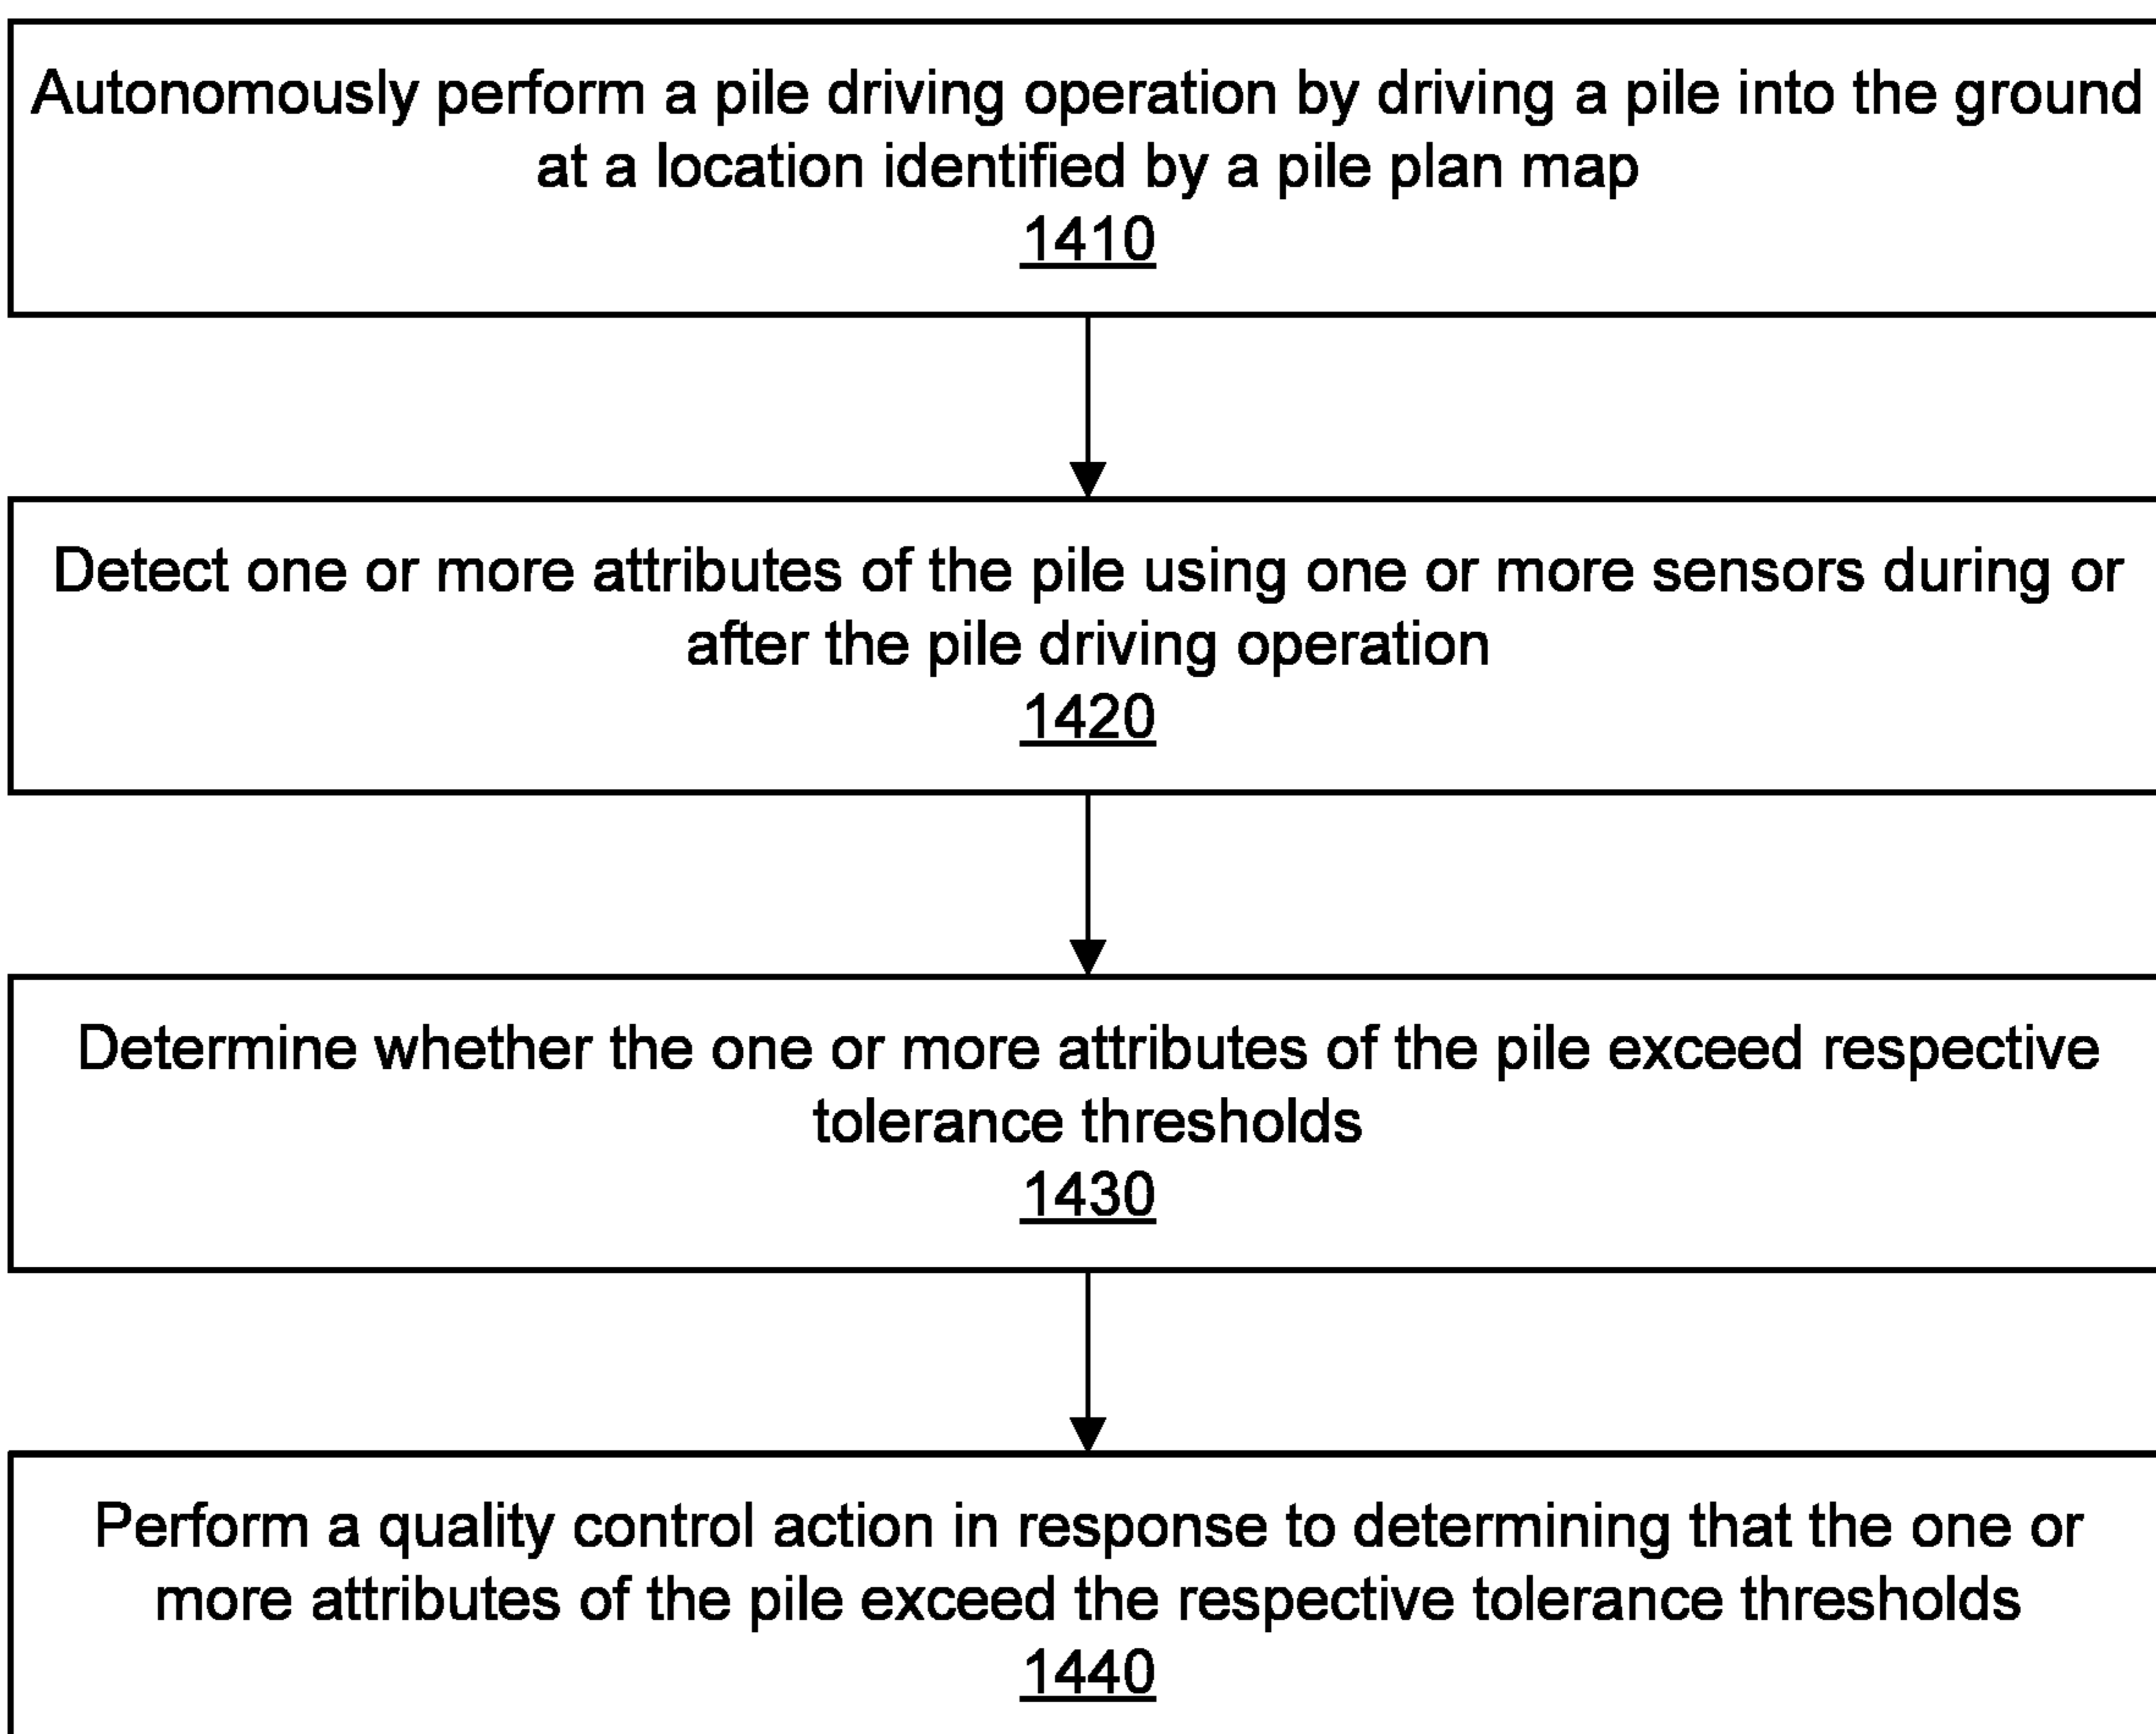 Autonomously perform a pile driving operation by driving a pile into the ground
at a location identified by a pile plan map
1410
Detect one or more attributes of the pile using one or more sensors during or
after the pile driving operation
1420
Determine whether the one or more attributes of the pile exceed respective
tolerance thresholds
1430
Perform a quality control action in response to determining that the one or
more attributes of the pile exceed the respective tolerance thresholds
1440